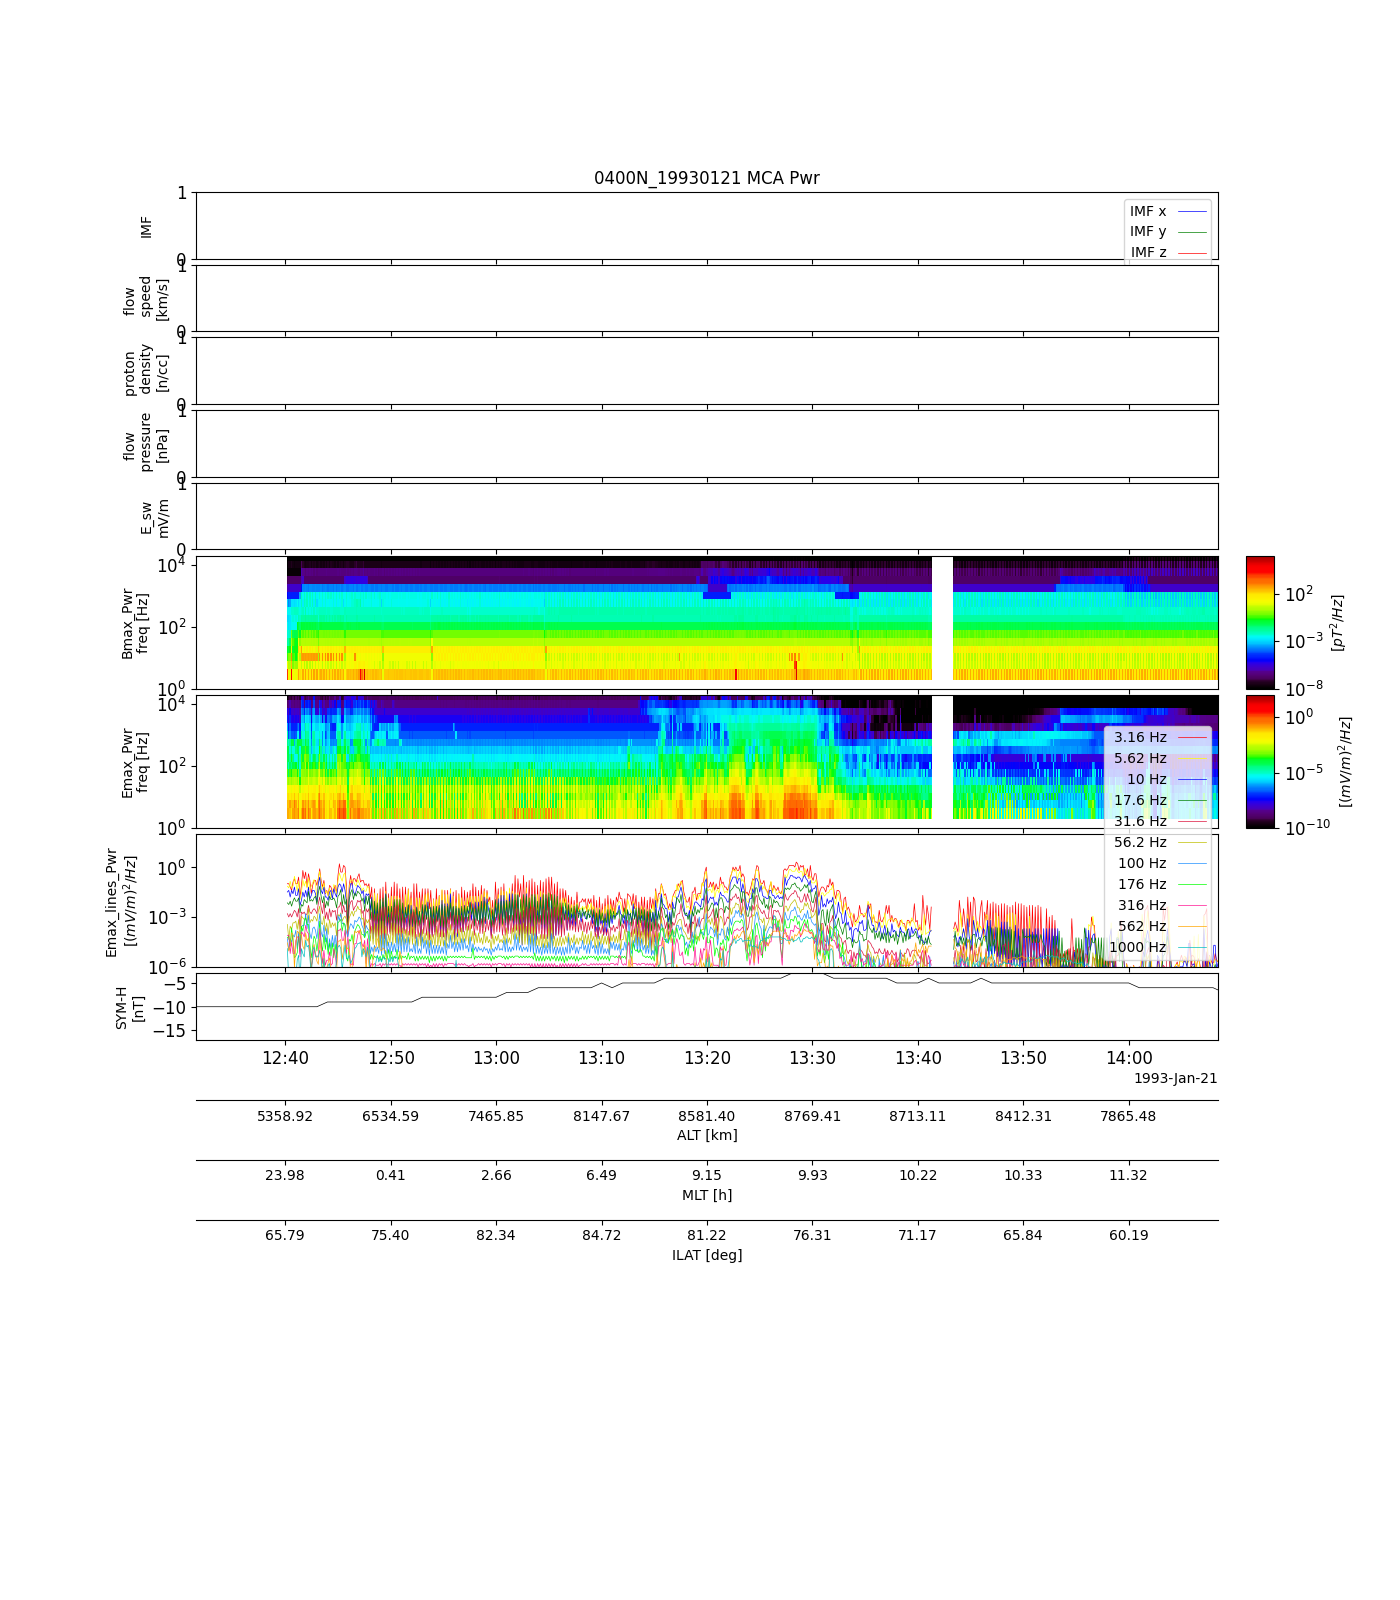 0400N_19930121 MCA Pwr
1
IMF
0
IMF x
IMF y
IMF z
1
flow
speed
[km/s]
0
1
proton
density
[n/cc]
0
1
flow
pressure
[nPa]
0
1
E_sw
mV/m
0
10^4
10^2
10^0
Bmax_Pwr
freq [Hz]
10^2
10^-3
10^-8
[pT^2/Hz]
10^4
10^2
10^0
Emax_Pwr
freq [Hz]
10^0
10^-5
10^-10
[(mV/m)^2/Hz]
3.16 Hz
5.62 Hz
10 Hz
17.6 Hz
31.6 Hz
56.2 Hz
100 Hz
176 Hz
316 Hz
562 Hz
1000 Hz
10^0
10^-3
10^-6
Emax_lines_Pwr
[(mV/m)^2/Hz]
−5
−10
−15
SYM-H
[nT]
12:40 12:50 13:00 13:10 13:20 13:30 13:40 13:50 14:00
1993-Jan-21
5358.92 6534.59 7465.85 8147.67 8581.40 8769.41 8713.11 8412.31 7865.48
ALT [km]
23.98 0.41 2.66 6.49 9.15 9.93 10.22 10.33 11.32
MLT [h]
65.79 75.40 82.34 84.72 81.22 76.31 71.17 65.84 60.19
ILAT [deg]